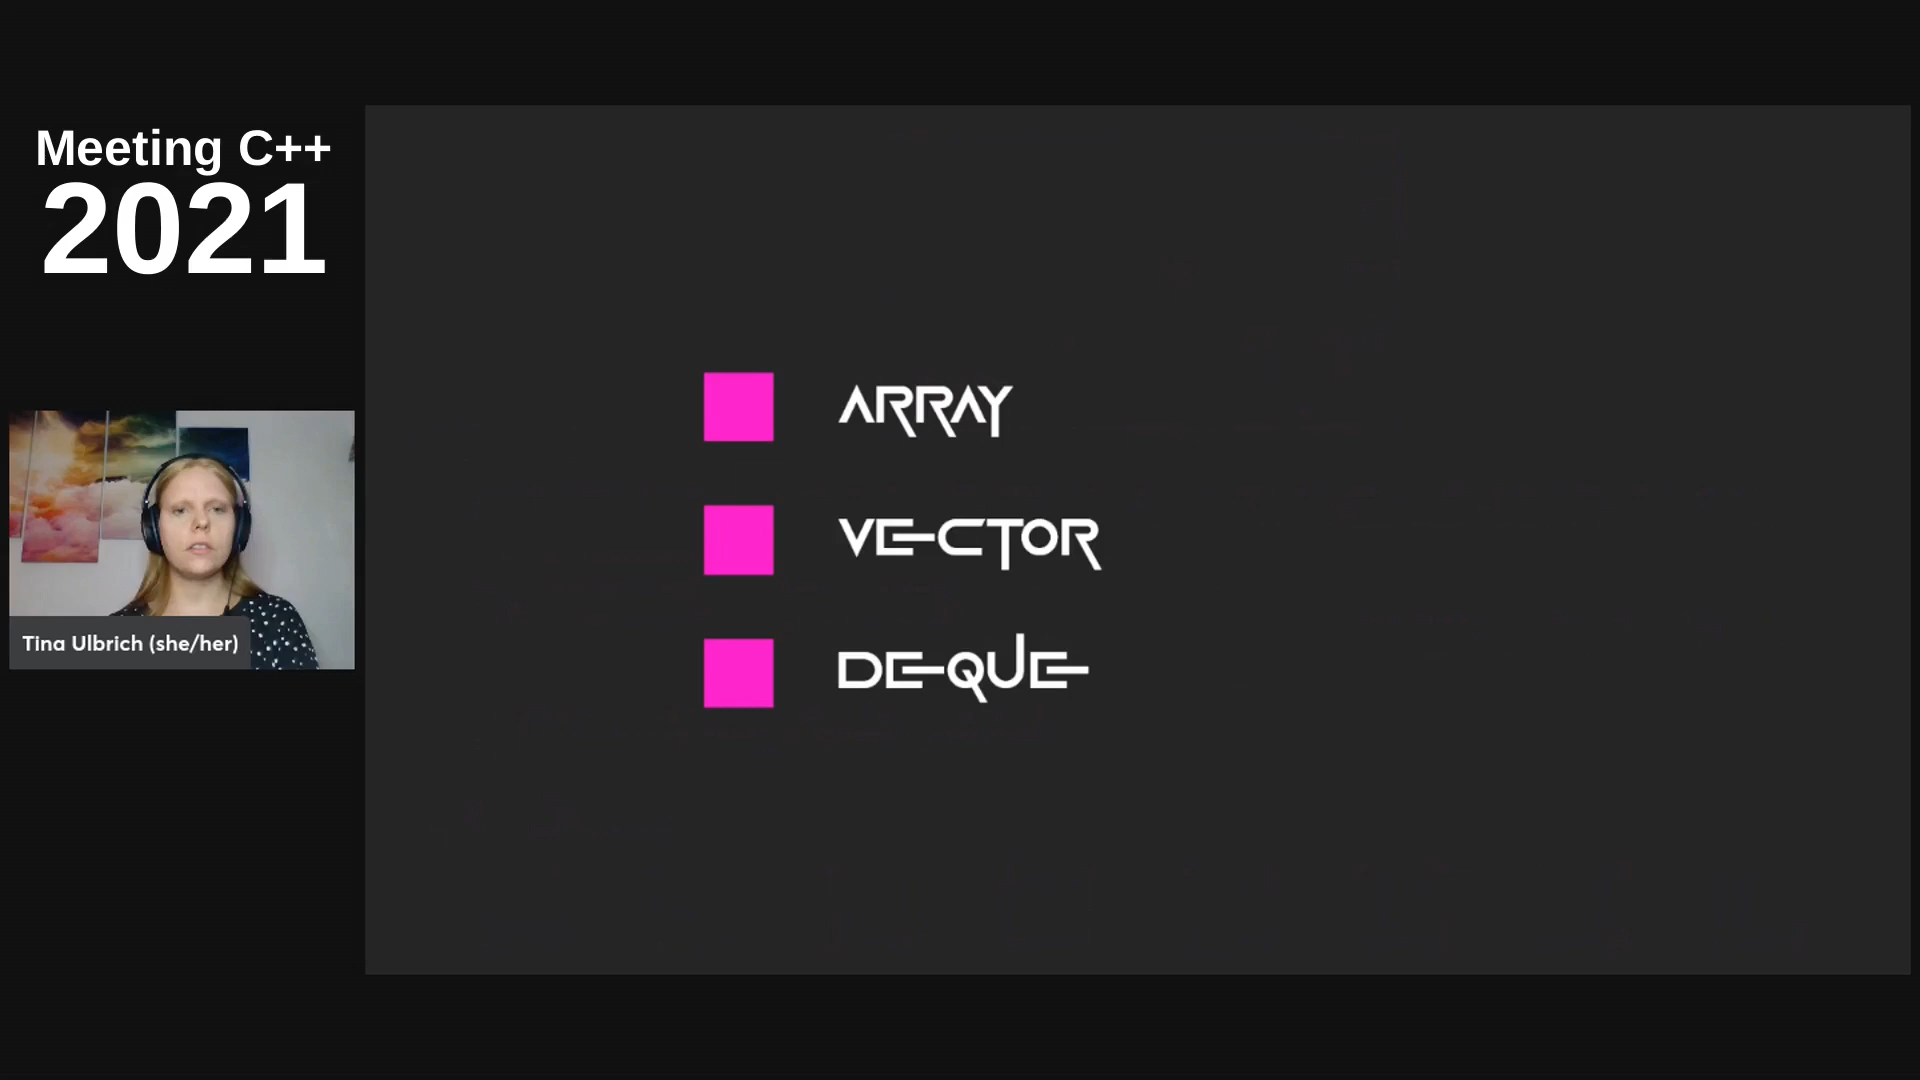 Meeting C++
2021
ARRAY
VECTOR
DEQUE
Tina Ulbrich (she/her)